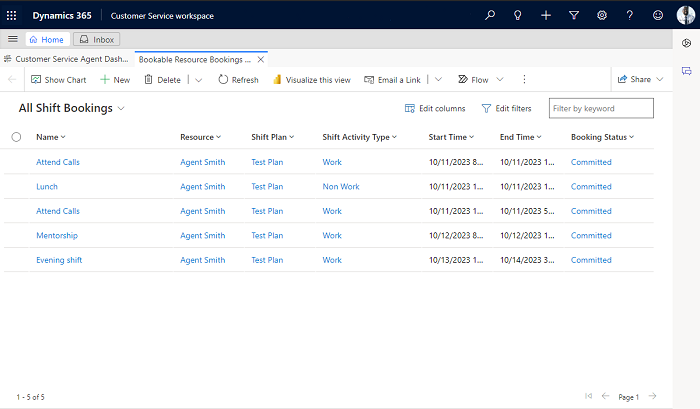 Dynamics 365 Customer Service workspace
Home Inbox
Customer Service Agent Dash... Bookable Resource Bookings ...
Show Chart New Delete Refresh Visualize this view Email a Link Flow Share
All Shift Bookings Edit columns Edit filters Filter by keyword
Name Resource Shift Plan Shift Activity Type Start Time End Time Booking Status
Attend Calls Agent Smith Test Plan Work 10/11/2023 8... 10/11/2023 1... Committed
Lunch Agent Smith Test Plan Non Work 10/11/2023 1... 10/11/2023 1... Committed
Attend Calls Agent Smith Test Plan Work 10/11/2023 1... 10/11/2023 5... Committed
Mentorship Agent Smith Test Plan Work 10/12/2023 8... 10/12/2023 1... Committed
Evening shift Agent Smith Test Plan Work 10/13/2023 1... 10/14/2023 3... Committed
1 - 5 of 5 Page 1